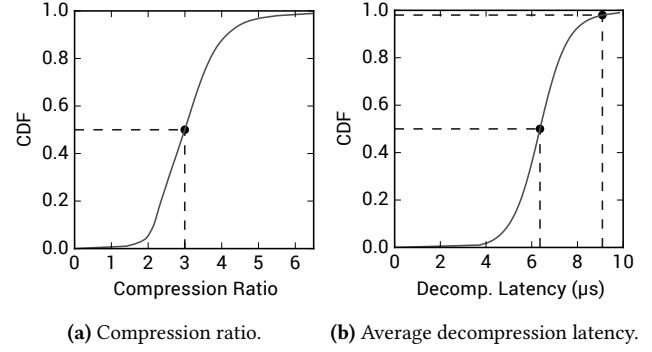 1.0
0.8
0.6
0.4
0.2
0.0
CDF
0 1 2 3 4 5 6
Compression Ratio
(a) Compression ratio.
1.0
0.8
0.6
0.4
0.2
0.0
CDF
0 2 4 6 8 10
Decomp. Latency (µs)
(b) Average decompression latency.